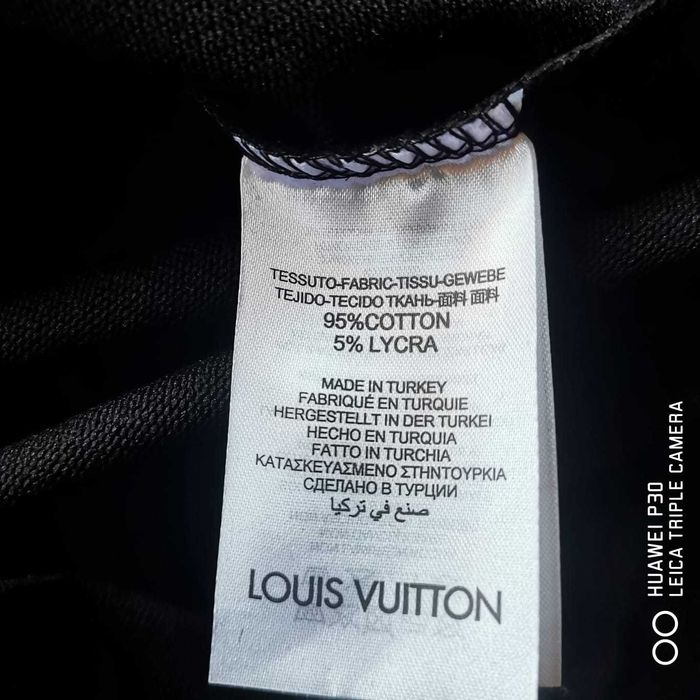 TESSUTO-FABRIC-TISSU-GEWEBE
TEJIDO-TECIDO ТКАНЬ-面料 面料
95%COTTON
5% LYCRA
MADE IN TURKEY
FABRIQUÉ EN TURQUIE
HERGESTELLT IN DER TURKEI
HECHO EN TURQUIA
FATTO IN TURCHIA
ΚΑΤΑΣΚΕΥΑΣΜΕΝΟ ΣΤΗΝΤΟΥΡΚΙΑ
СДЕЛАНО В ТУРЦИИ
صنع في تركيا
LOUIS VUITTON
HUAWEI P30
LEICA TRIPLE CAMERA